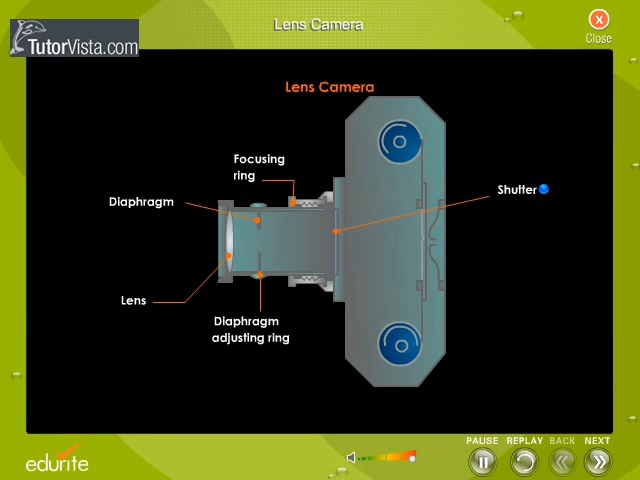 Lens Camera
X
Close
TutorVista.com
Lens Camera
Focusing
ring
Diaphragm
Shutter
Lens
Diaphragm
adjusting ring
PAUSE REPLAY BACK NEXT
edurite